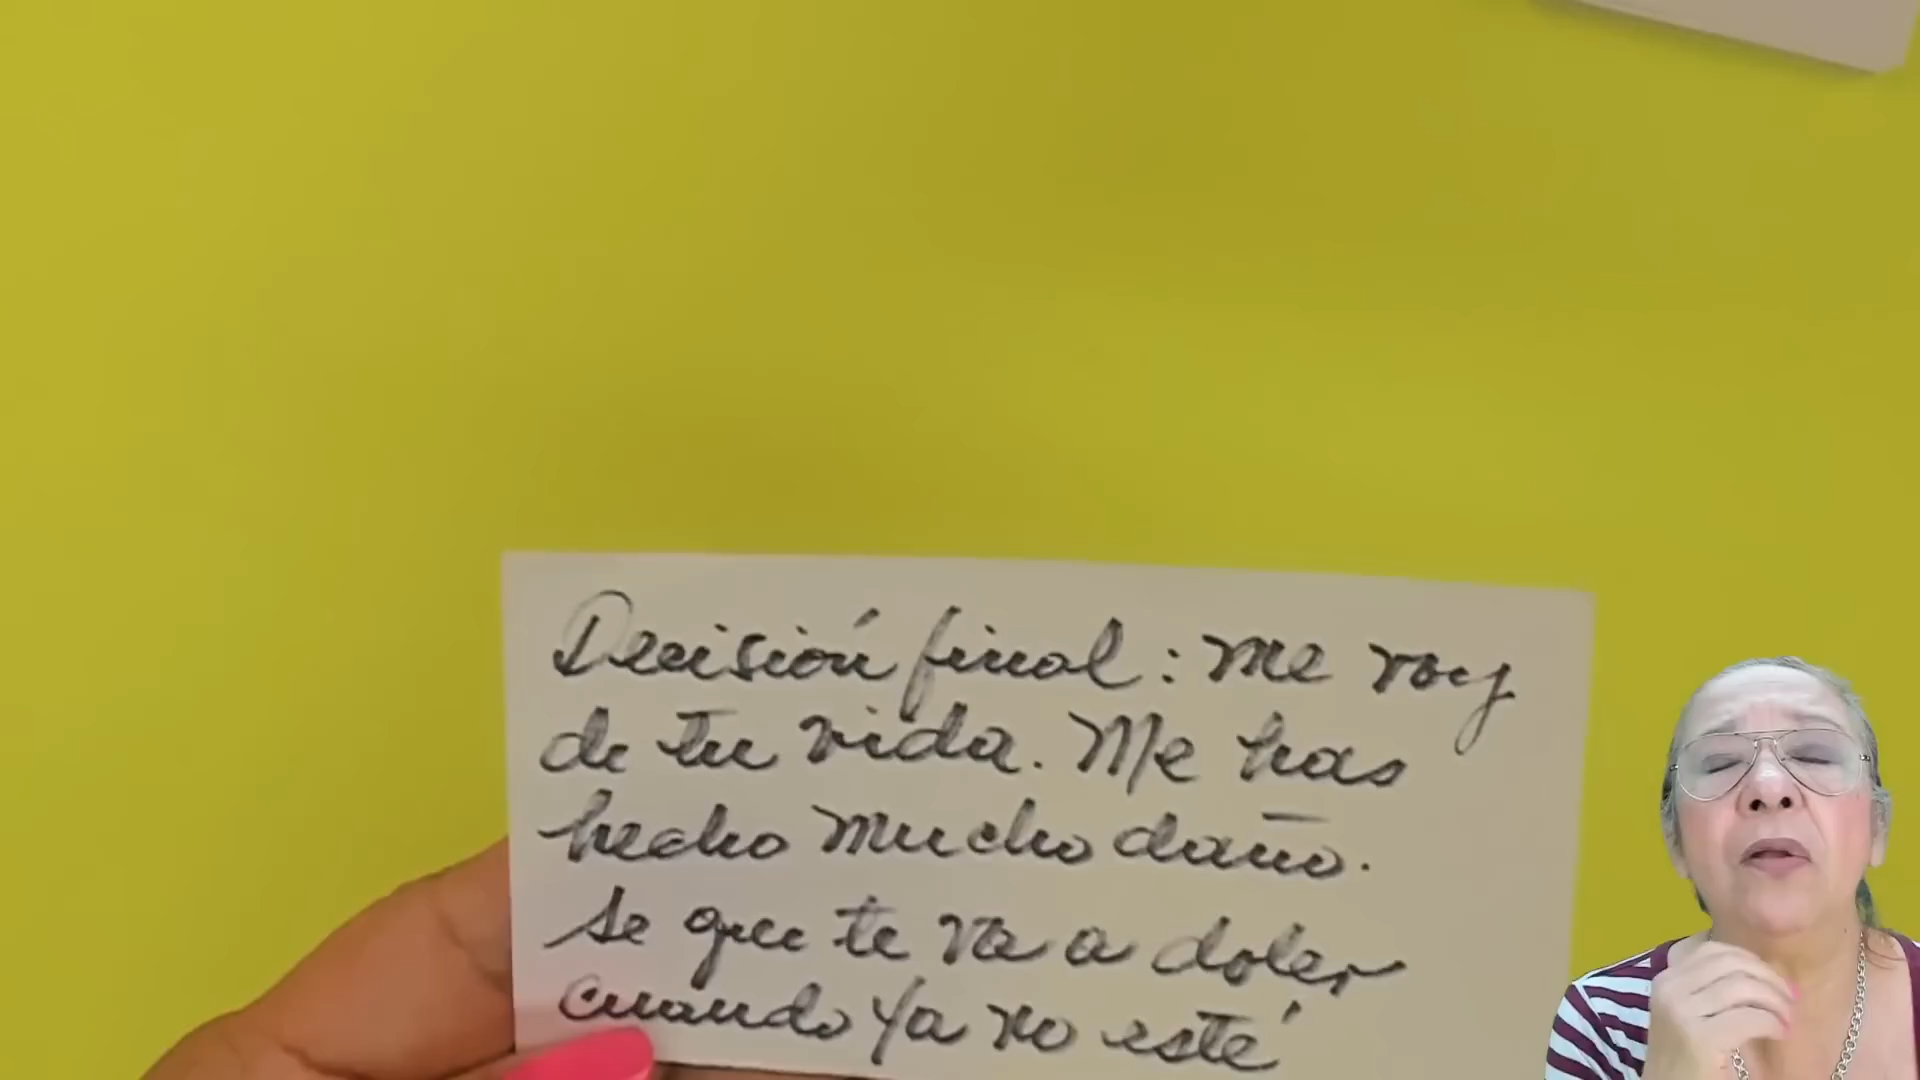 Decisión final: me voy
de tu vida. Me has
hecho mucho daño.
Se que te va a doler
cuando ya no esté